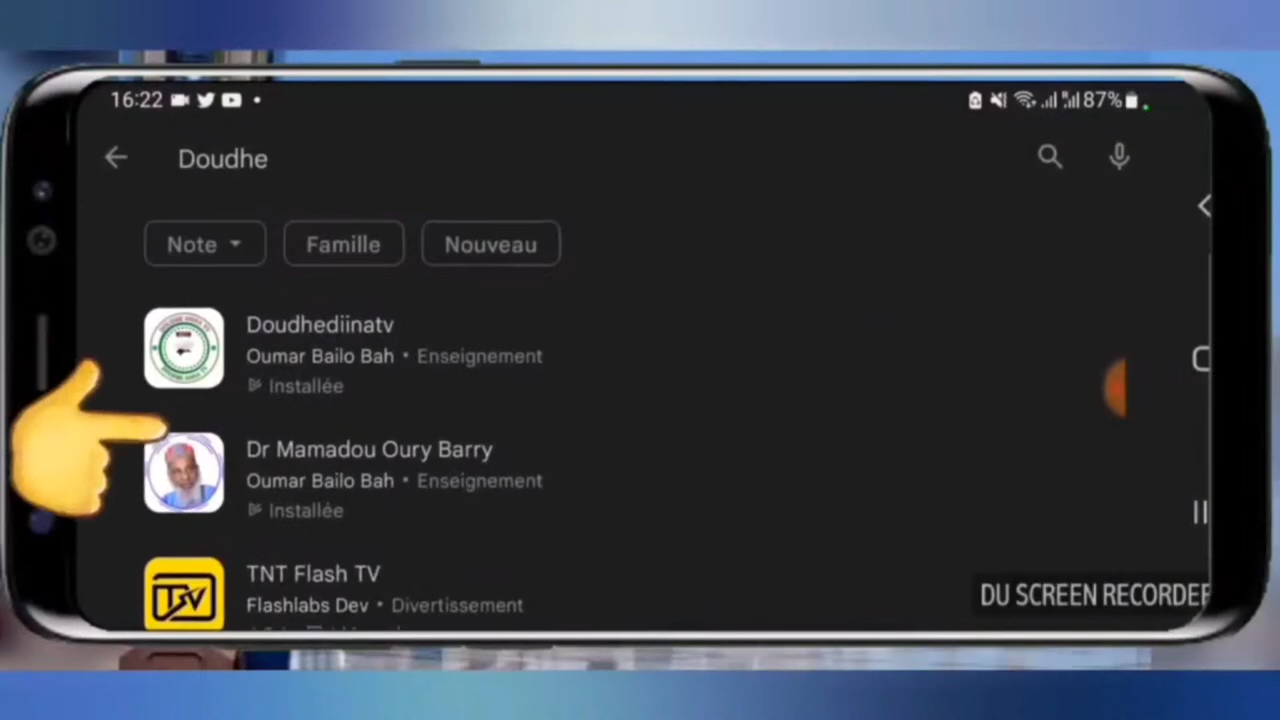 16:22
87%
Doudhe
Note
Famille
Nouveau
Doudhediinatv
Oumar Bailo Bah • Enseignement
Installée
Dr Mamadou Oury Barry
Oumar Bailo Bah • Enseignement
Installée
TNT Flash TV
Flashlabs Dev • Divertissement
DU SCREEN RECORDER